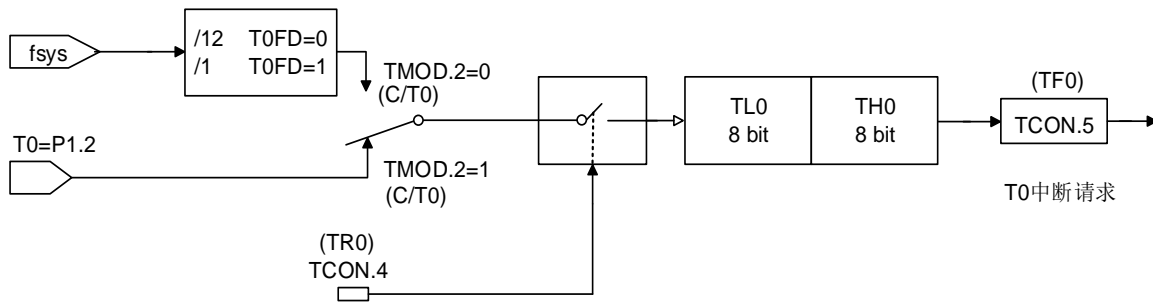 fsys
/12 T0FD=0
/1 T0FD=1
TMOD.2=0
(C/T0)
T0=P1.2
TMOD.2=1
(C/T0)
(TR0)
TCON.4
TL0
8 bit
TH0
8 bit
(TF0)
TCON.5
T0中断请求